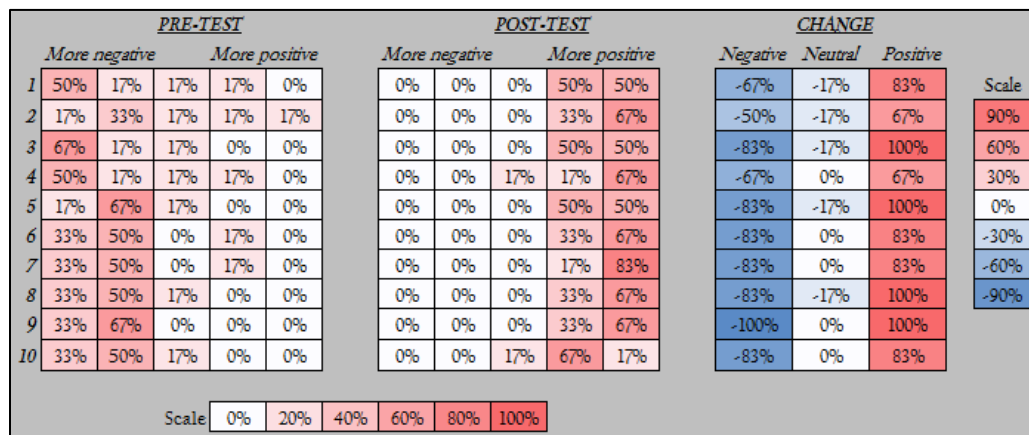 PRE-TEST POST-TEST CHANGE
More negative More positive More negative More positive Negative Neutral Positive
1 50% 17% 17% 17% 0% 0% 0% 0% 50% 50% -67% -17% 83% Scale
2 17% 33% 17% 17% 17% 0% 0% 0% 33% 67% -50% -17% 67% 90%
3 67% 17% 17% 0% 0% 0% 0% 0% 50% 50% -83% -17% 100% 60%
4 50% 17% 17% 17% 0% 0% 0% 17% 17% 67% -67% 0% 67% 30%
5 17% 67% 17% 0% 0% 0% 0% 0% 50% 50% -83% -17% 100% 0%
6 33% 50% 0% 17% 0% 0% 0% 0% 33% 67% -83% 0% 83% -30%
7 33% 50% 0% 17% 0% 0% 0% 0% 17% 83% -83% 0% 83% -60%
8 33% 50% 17% 0% 0% 0% 0% 0% 33% 67% -83% -17% 100% -90%
9 33% 67% 0% 0% 0% 0% 0% 0% 33% 67% -100% 0% 100%
10 33% 50% 17% 0% 0% 0% 0% 17% 67% 17% -83% 0% 83%
Scale 0% 20% 40% 60% 80% 100%